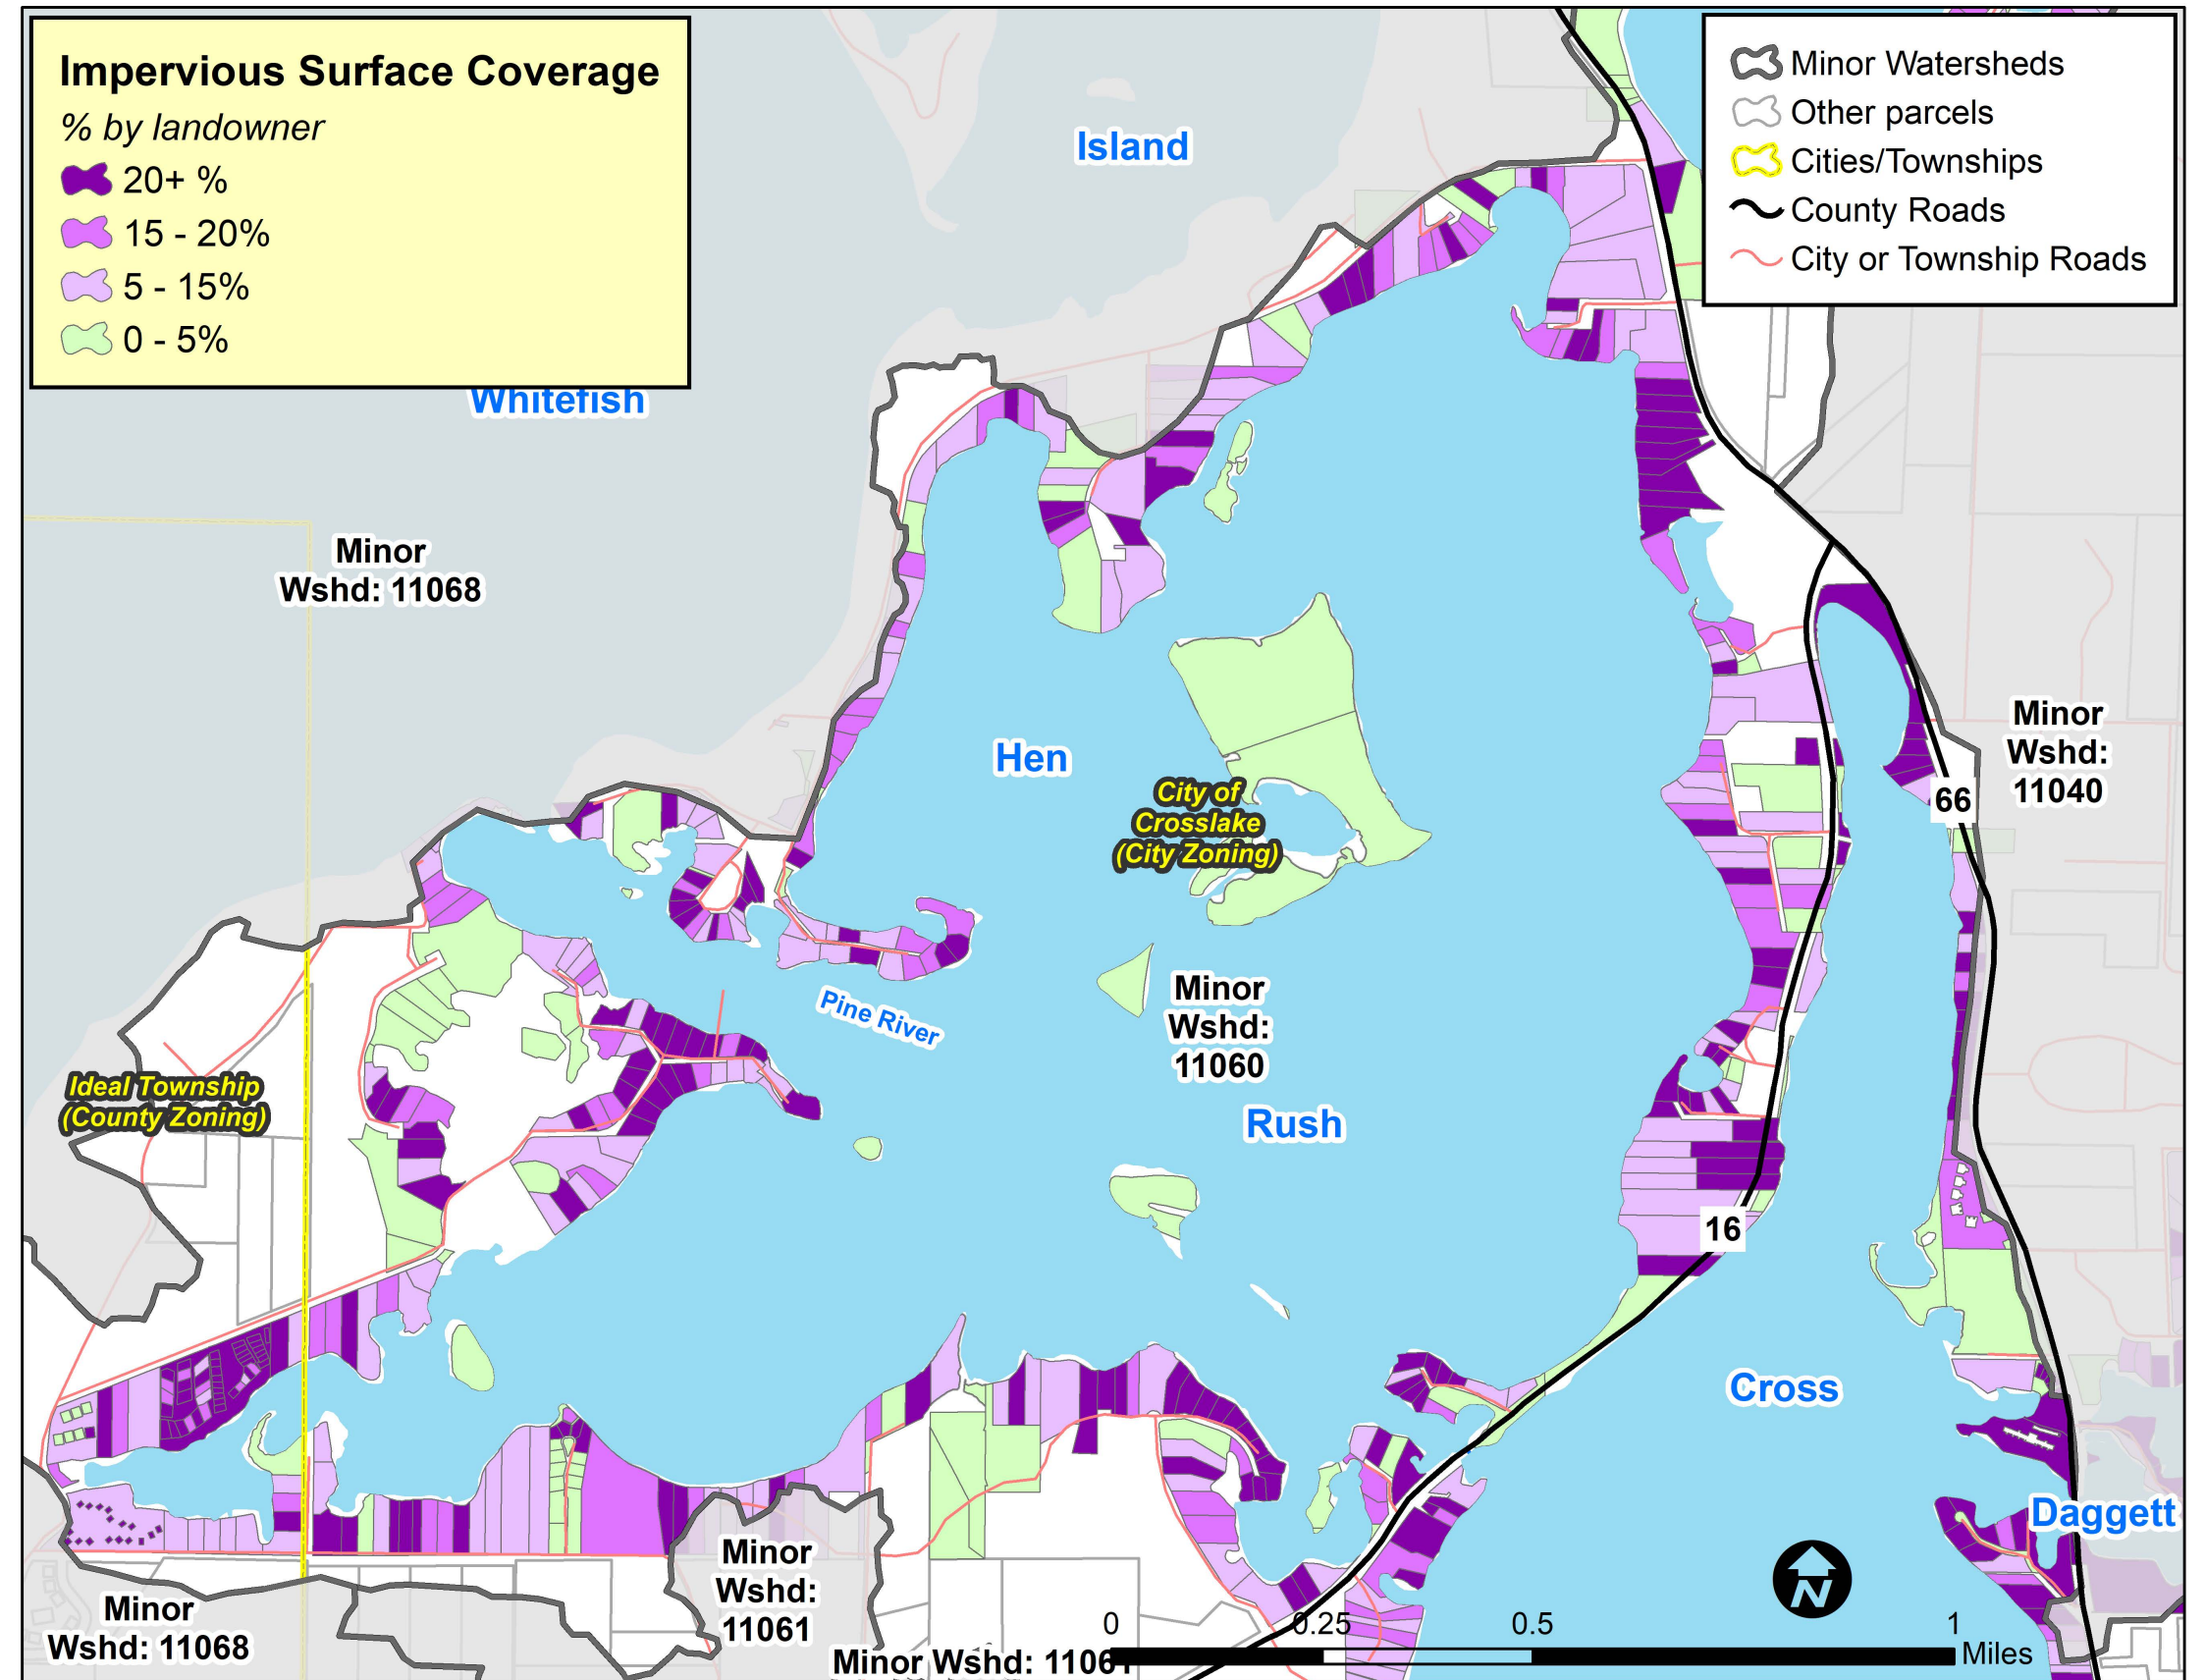 Impervious Surface Coverage
% by landowner
20+ %
15 - 20%
5 - 15%
0 - 5%
Minor Watersheds
Other parcels
Cities/Townships
County Roads
City or Township Roads
Island
Whitefish
Minor
Wshd: 11068
Hen
City of
Crosslake
(City Zoning)
Minor
Wshd:
11040
66
Pine River
Minor
Wshd:
11060
Ideal Township
(County Zoning)
Rush
16
Cross
Daggett
Minor
Wshd:
11061
Minor
Wshd: 11068
Minor Wshd: 11061
N
0 0.25 0.5 1
Miles